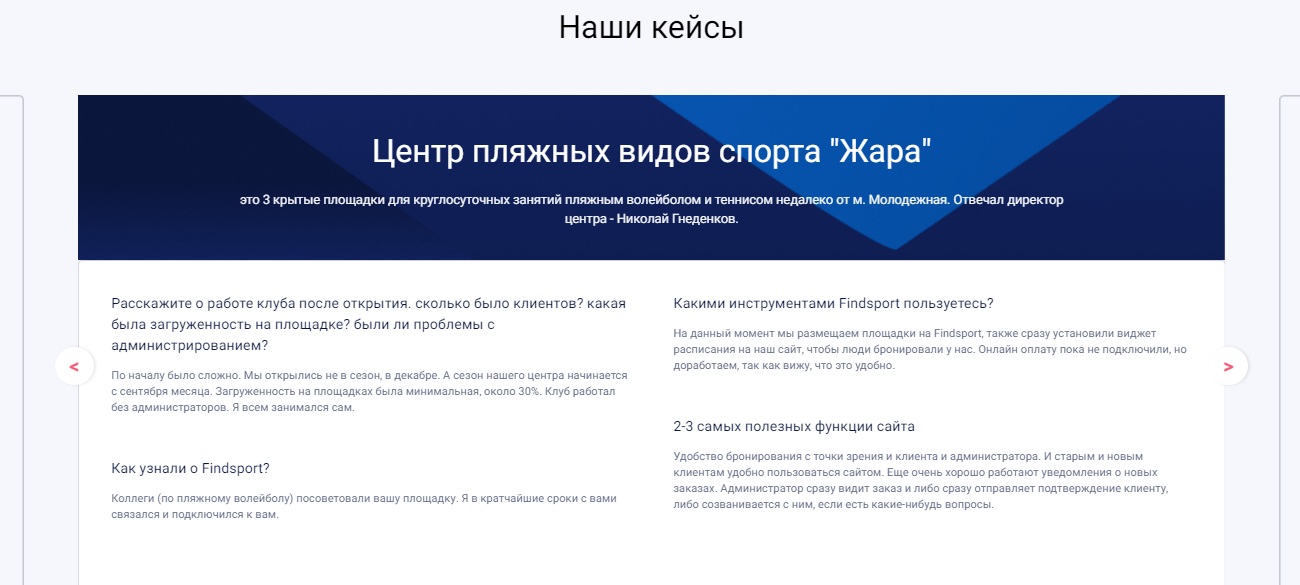 Наши кейсы
Центр пляжных видов спорта "Жара"
это 3 крытые площадки для круглосуточных занятий пляжным волейболом и теннисом недалеко от м. Молодежная. Отвечал директор
центра - Николай Гнеденков.
Расскажите о работе клуба после открытия. сколько было клиентов? какая
была загруженность на площадке? были ли проблемы с
администрированием?
По началу было сложно. Мы открылись не в сезон, в декабре. А сезон нашего центра начинается
с сентября месяца. Загруженность на площадках была минимальная, около 30%. Клуб работал
без администраторов. Я всем занимался сам.
Как узнали о Findsport?
Коллеги (по пляжному волейболу) посоветовали вашу площадку. Я в кратчайшие сроки с вами
связался и подключился к вам.
Какими инструментами Findsport пользуетесь?
На данный момент мы размещаем площадки на Findsport, также сразу установили виджет
расписания на наш сайт, чтобы люди бронировали у нас. Онлайн оплату пока не подключили, но
доработаем, так как вижу, что это удобно.
2-3 самых полезных функции сайта
Удобство бронирования с точки зрения и клиента и администратора. И старым и новым
клиентам удобно пользоваться сайтом. Еще очень хорошо работают уведомления о новых
заказах. Администратор сразу видит заказ и либо сразу отправляет подтверждение клиенту,
либо созванивается с ним, если есть какие-нибудь вопросы.
<
>